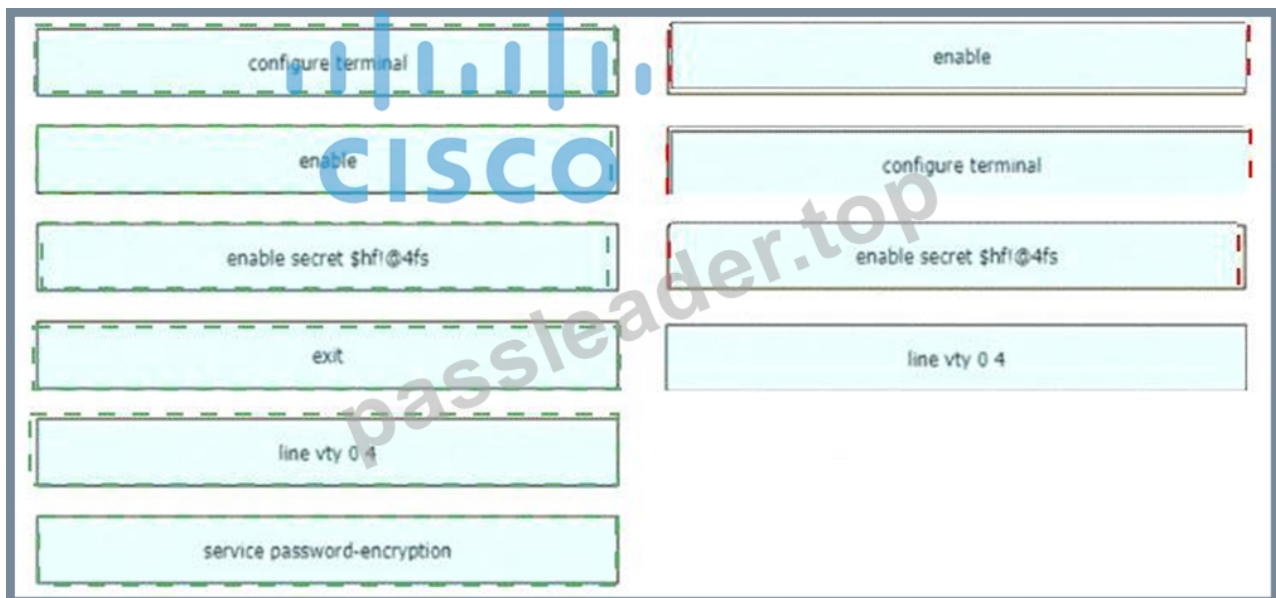 configure terminal
enable
enable secret $hf!@4fs
exit
line vty 0 4
service password-encryption
enable
configure terminal
enable secret $hf!@4fs
line vty 0 4
CISCO
passleader.top